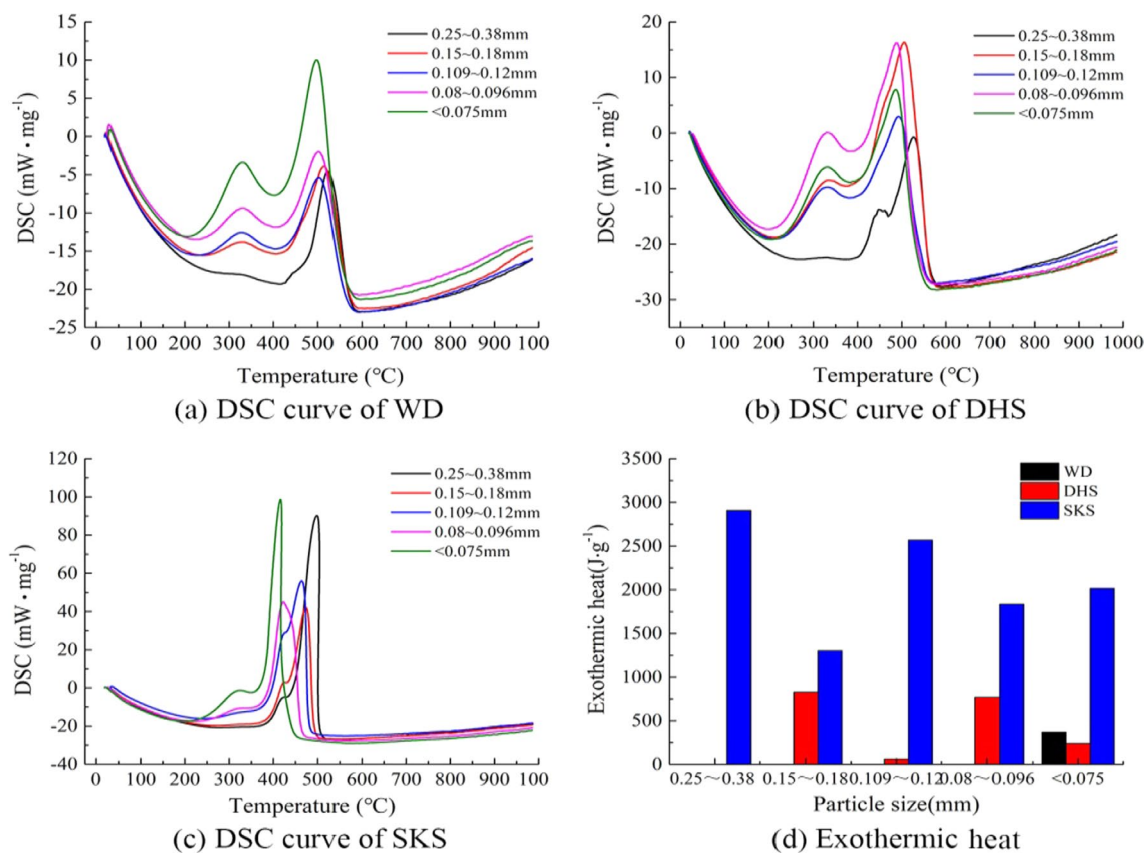 15
10
5
0
-5
-10
-15
-20
-25
DSC (mW·mg⁻¹)
0.25~0.38mm
0.15~0.18mm
0.109~0.12mm
0.08~0.096mm
<0.075mm
0 100 200 300 400 500 600 700 800 900 1000
Temperature (℃)
(a) DSC curve of WD
20
10
0
-10
-20
-30
DSC (mW·mg⁻¹)
0.25~0.38mm
0.15~0.18mm
0.109~0.12mm
0.08~0.096mm
<0.075mm
0 100 200 300 400 500 600 700 800 900 1000
Temperature (℃)
(b) DSC curve of DHS
120
100
80
60
40
20
0
-20
-40
DSC (mW·mg⁻¹)
0.25~0.38mm
0.15~0.18mm
0.109~0.12mm
0.08~0.096mm
<0.075mm
0 100 200 300 400 500 600 700 800 900 1000
Temperature (℃)
(c) DSC curve of SKS
3500
3000
2500
2000
1500
1000
500
0
Exothermic heat(J·g⁻¹)
WD
DHS
SKS
0.25~0.38 0.15~0.18 0.109~0.12 0.08~0.096 <0.075
Particle size(mm)
(d) Exothermic heat